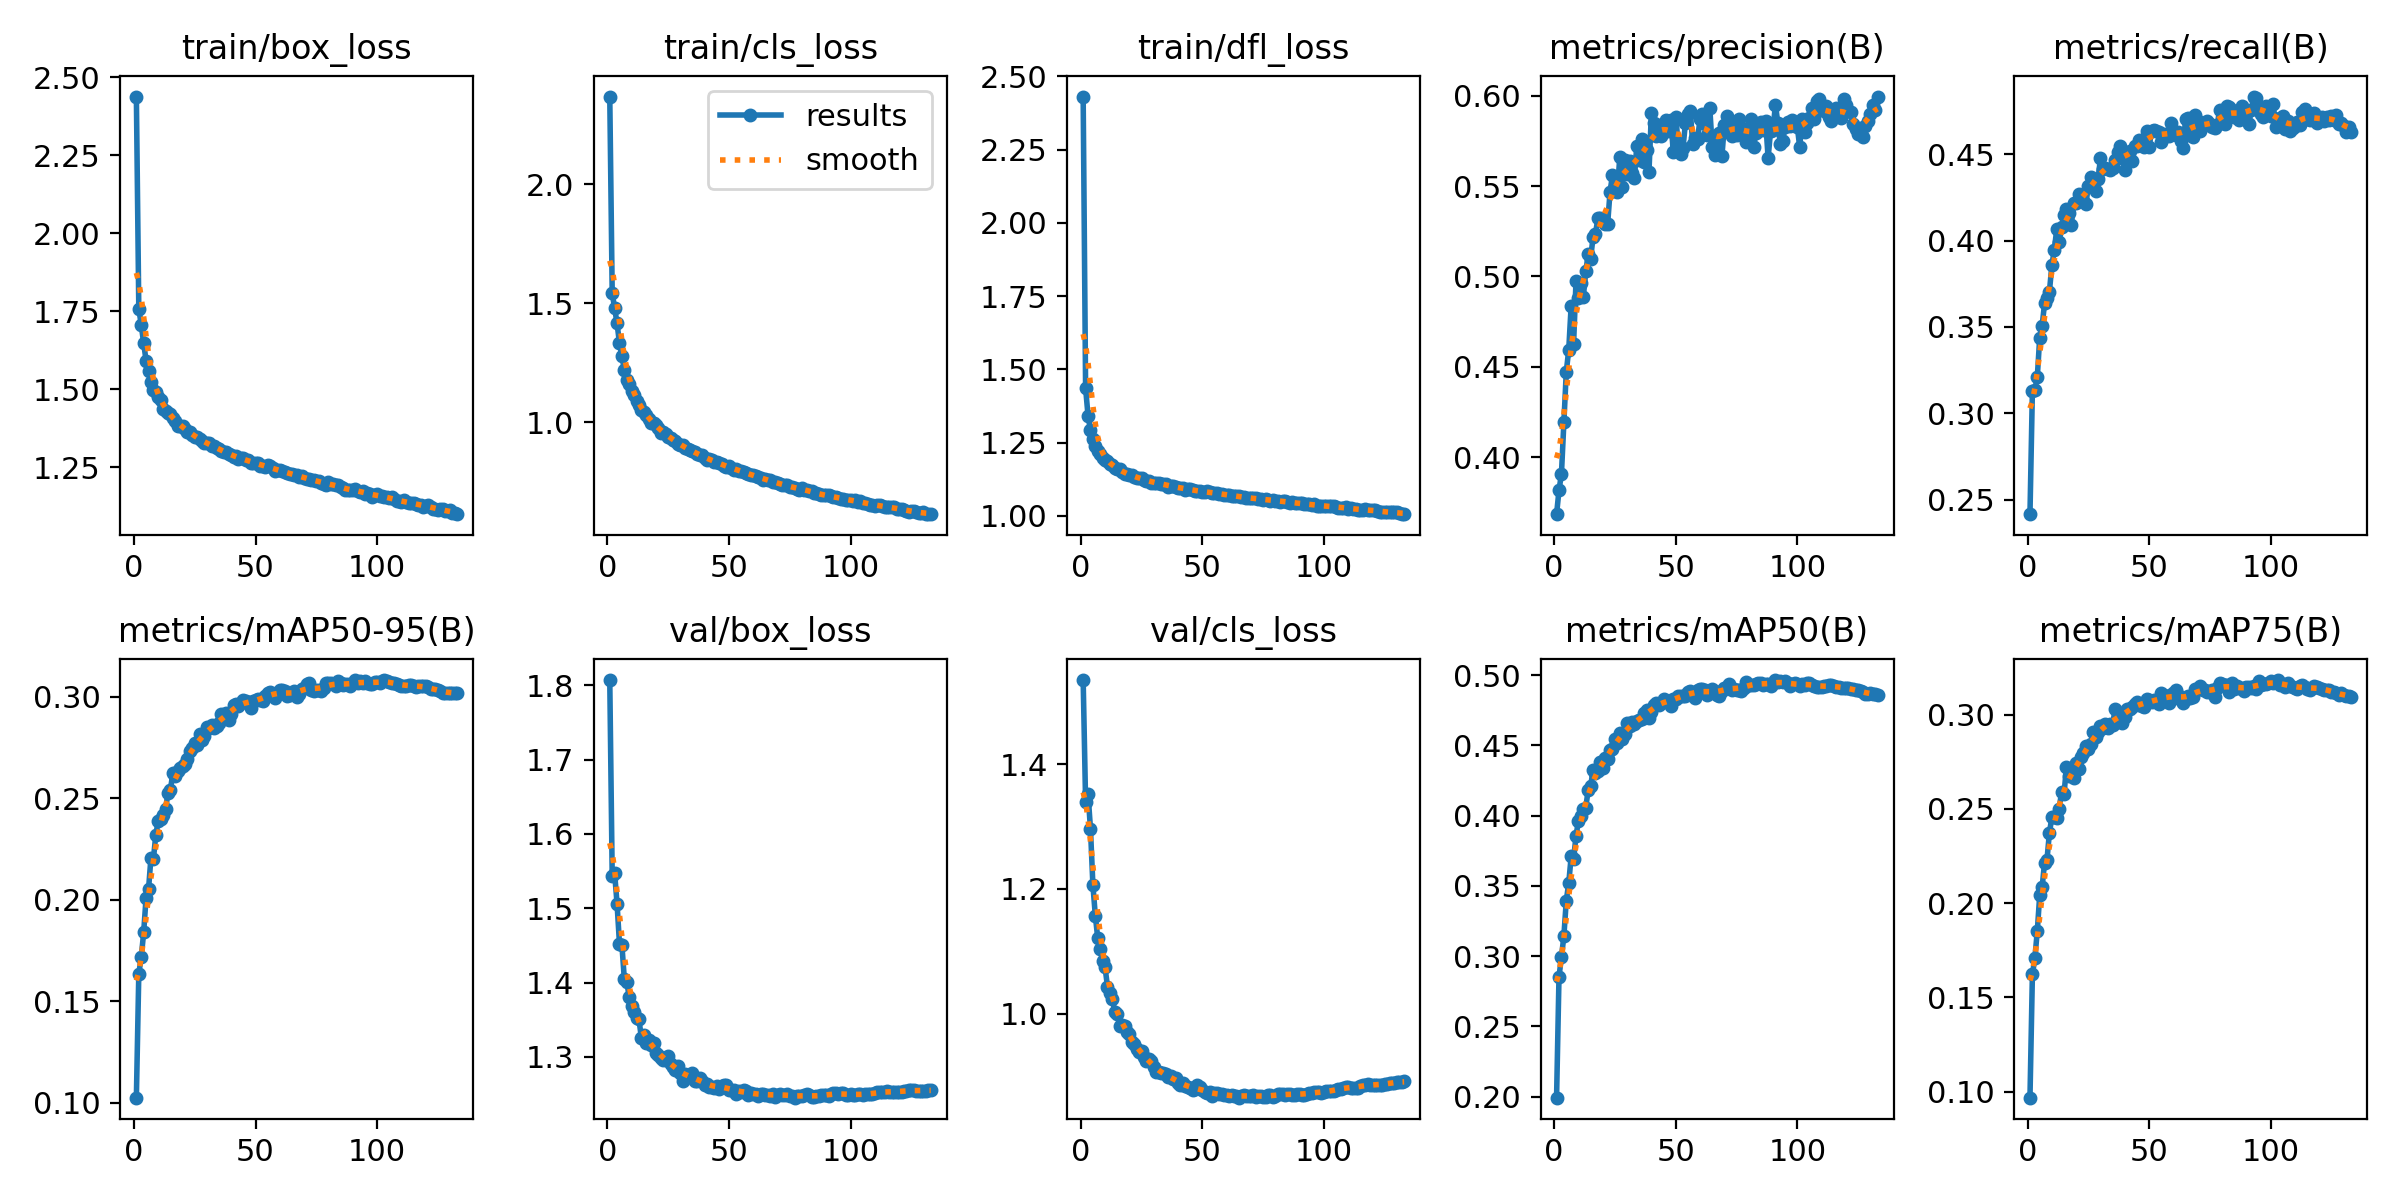 train/box_loss
2.50
2.25
2.00
1.75
1.50
1.25
0 50 100
train/cls_loss
results
smooth
2.0
1.5
1.0
0 50 100
train/dfl_loss
2.50
2.25
2.00
1.75
1.50
1.25
1.00
0 50 100
metrics/precision(B)
0.60
0.55
0.50
0.45
0.40
0 50 100
metrics/recall(B)
0.45
0.40
0.35
0.30
0.25
0 50 100
metrics/mAP50-95(B)
0.30
0.25
0.20
0.15
0.10
0 50 100
val/box_loss
1.8
1.7
1.6
1.5
1.4
1.3
0 50 100
val/cls_loss
1.4
1.2
1.0
0 50 100
metrics/mAP50(B)
0.50
0.45
0.40
0.35
0.30
0.25
0.20
0 50 100
metrics/mAP75(B)
0.30
0.25
0.20
0.15
0.10
0 50 100